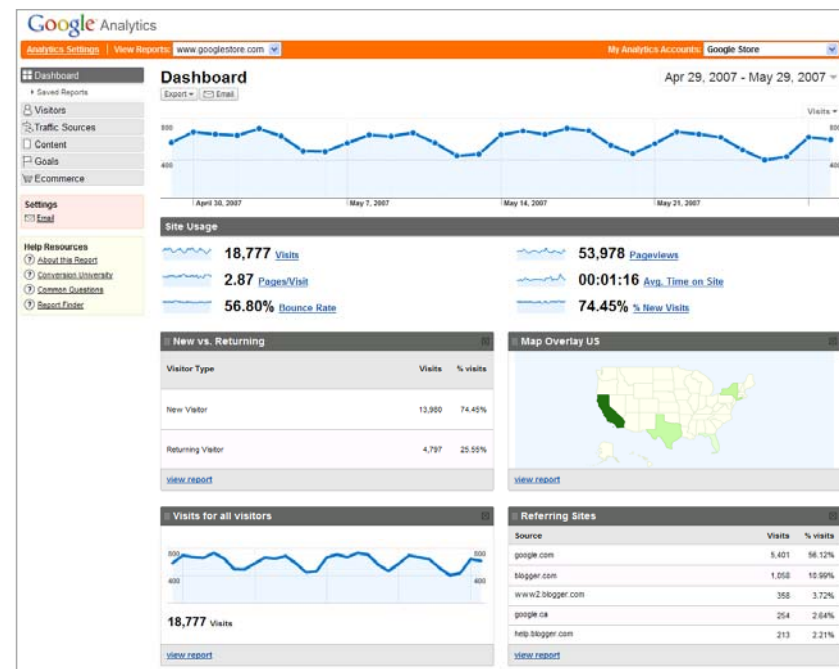 Google Analytics
Analytics Settings | View Reports: www.googlestore.com My Analytics Accounts: Google Store
Dashboard
Saved Reports
Visitors
Traffic Sources
Content
Goals
Ecommerce
Settings
Email
Help Resources
About this Report
Conversion University
Common Questions
Report Finder
Dashboard Apr 29, 2007 - May 29, 2007
Export Email
Visits
800 800
400 400
April 30, 2007 May 7, 2007 May 14, 2007 May 21, 2007
Site Usage
18,777 Visits 53,978 Pageviews
2.87 Pages/Visit 00:01:16 Avg. Time on Site
56.80% Bounce Rate 74.45% % New Visits
New vs. Returning
Visitor Type Visits % visits
New Visitor 13,980 74.45%
Returning Visitor 4,797 25.55%
view report
Map Overlay US
view report
Visits for all visitors
800 800
400 400
18,777 Visits
view report
Referring Sites
Source Visits % visits
google.com 5,401 56.12%
blogger.com 1,058 10.99%
www2.blogger.com 358 3.72%
google.ca 254 2.64%
help.blogger.com 213 2.21%
view report